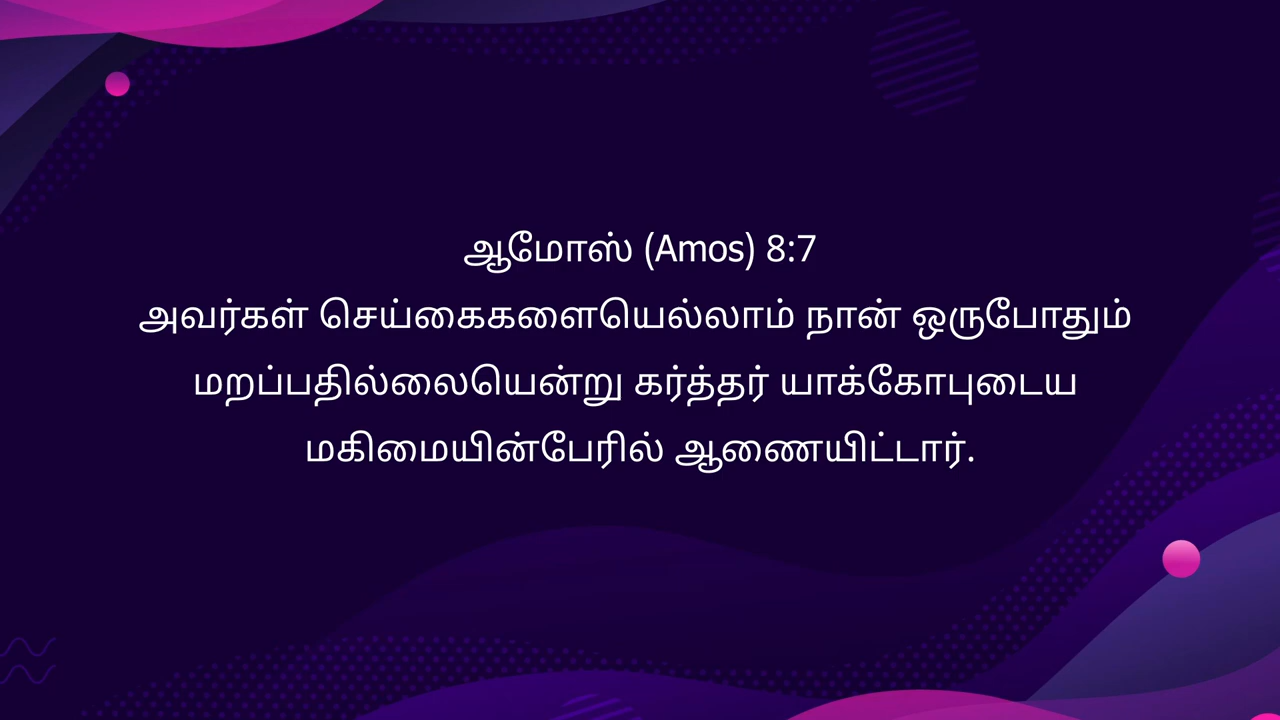 ஆமோஸ் (Amos) 8:7
அவர்கள் செய்கைகளையெல்லாம் நான் ஒருபோதும்
மறப்பதில்லையென்று கர்த்தர் யாக்கோபுடைய
மகிமையின்பேரில் ஆணையிட்டார்.